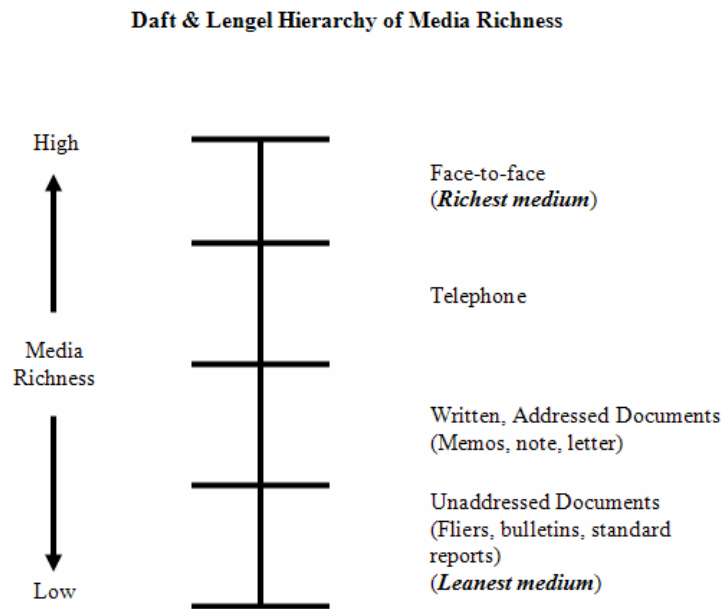 Daft & Lengel Hierarchy of Media Richness
High
Face-to-face
(Richest medium)
Telephone
Media
Richness
Written, Addressed Documents
(Memos, note, letter)
Unaddressed Documents
(Fliers, bulletins, standard
reports)
(Leanest medium)
Low